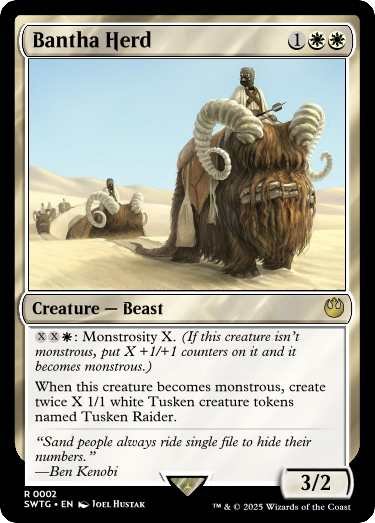 Bantha Herd 1
Creature — Beast
XX: Monstrosity X. (If this creature isn't
monstrous, put X +1/+1 counters on it and it
becomes monstrous.)
When this creature becomes monstrous, create
twice X 1/1 white Tusken creature tokens
named Tusken Raider.
"Sand people always ride single file to hide their
numbers."
—Ben Kenobi
3/2
R 0002
SWTG • EN Joel Hustak
™ & © 2025 Wizards of the Coast